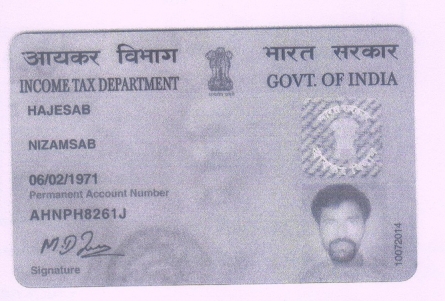 आयकर विभाग
भारत सरकार
INCOME TAX DEPARTMENT
GOVT. OF INDIA
HAJESAB
NIZAMSAB
06/02/1971
Permanent Account Number
AHNPH8261J
Signature
10072014